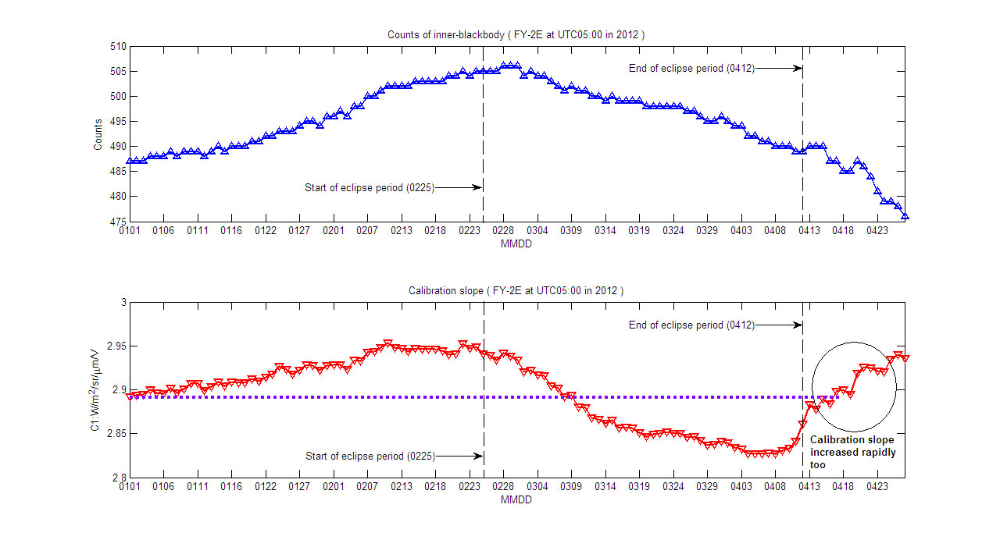 Counts of inner-blackbody ( FY-2E at UTC05:00 in 2012 )
510
505
500
495
490
485
480
475
Counts
End of eclipse period (0412)
Start of eclipse period (0225)
0101 0106 0111 0116 0122 0127 0201 0207 0213 0218 0223 0228 0304 0309 0314 0319 0324 0329 0403 0408 0413 0418 0423
MMDD
Calibration slope ( FY-2E at UTC05:00 in 2012 )
3
2.95
2.9
2.85
2.8
C1:W/m²/sr/μm/V
End of eclipse period (0412)
Start of eclipse period (0225)
Calibration slope
increased rapidly
too
0101 0106 0111 0116 0122 0127 0201 0207 0213 0218 0223 0228 0304 0309 0314 0319 0324 0329 0403 0408 0413 0418 0423
MMDD